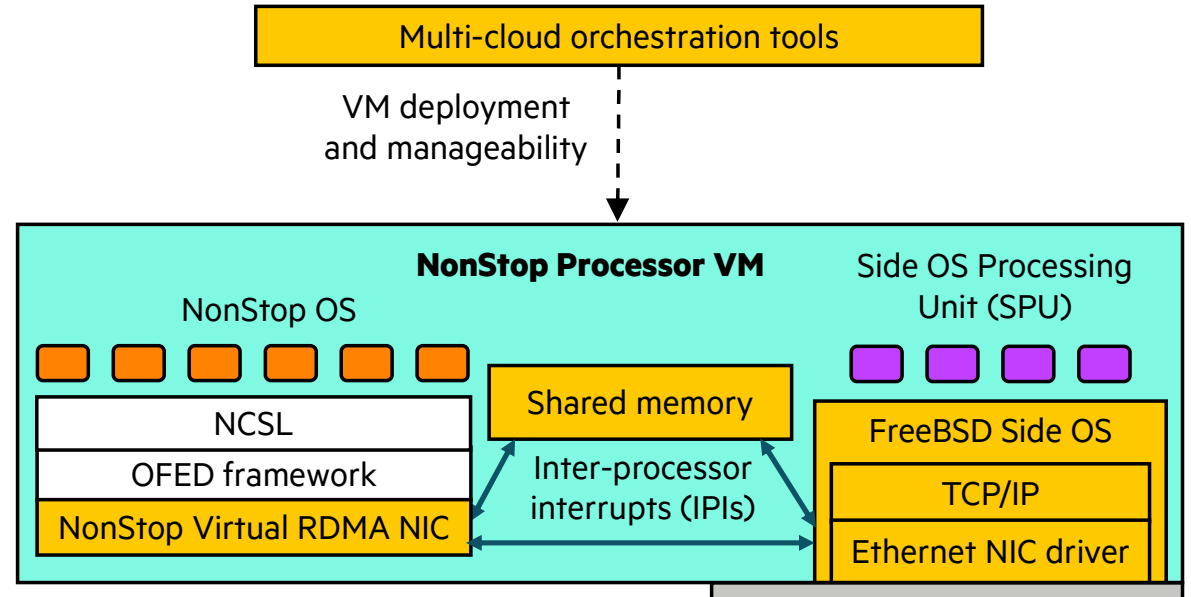 Multi-cloud orchestration tools
VM deployment
and manageability
NonStop Processor VM
Side OS Processing
Unit (SPU)
NonStop OS
Shared memory
NCSL
OFED framework
NonStop Virtual RDMA NIC
Inter-processor
interrupts (IPIs)
FreeBSD Side OS
TCP/IP
Ethernet NIC driver